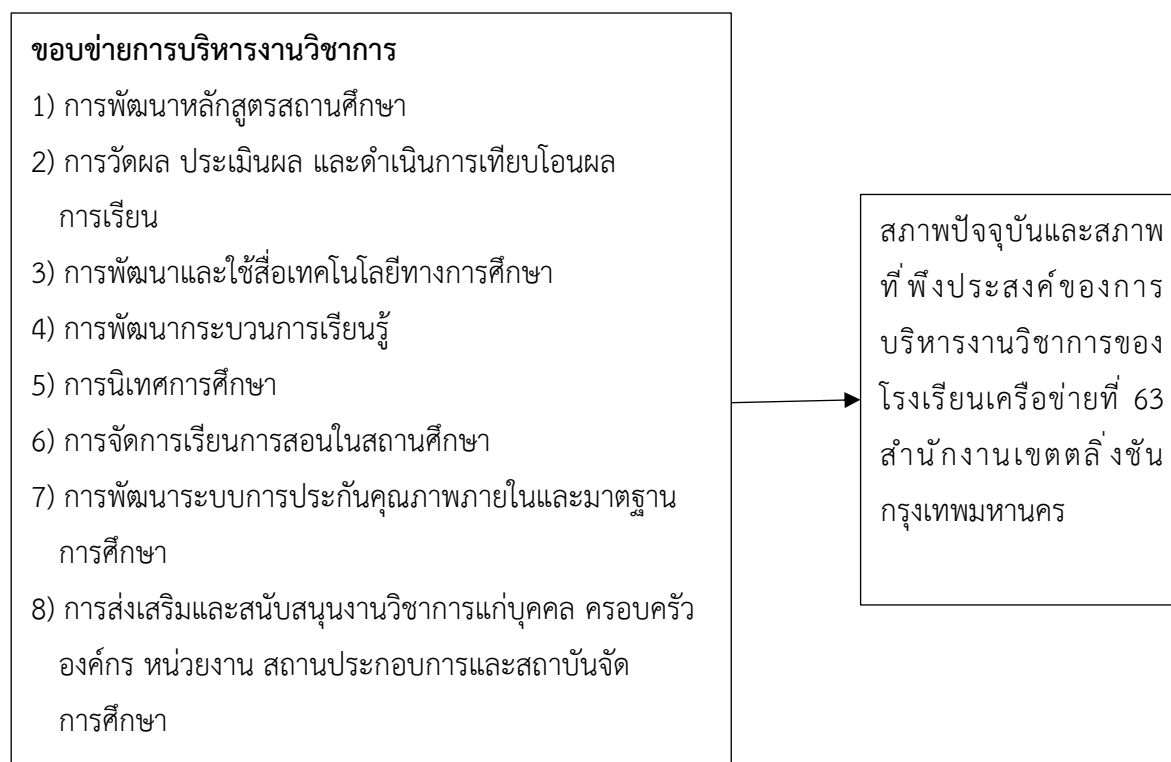 ขอบข่ายการบริหารงานวิชาการ
1) การพัฒนาหลักสูตรสถานศึกษา
2) การวัดผล ประเมินผล และดำเนินการเทียบโอนผล
การเรียน
3) การพัฒนาและใช้สื่อเทคโนโลยีทางการศึกษา
4) การพัฒนากระบวนการเรียนรู้
5) การนิเทศการศึกษา
6) การจัดการเรียนการสอนในสถานศึกษา
7) การพัฒนาระบบการประกันคุณภาพภายในและมาตฐาน
การศึกษา
8) การส่งเสริมและสนับสนุนงานวิชาการแก่บุคคล ครอบครัว
องค์กร หน่วยงาน สถานประกอบการและสถาบันจัด
การศึกษา
สภาพปัจจุบันและสภาพ
ที่พึงประสงค์ของการ
บริหารงานวิชาการของ
โรงเรียนเครือข่ายที่ 63
สำนักงานเขตตลิ่งชัน
กรุงเทพมหานคร